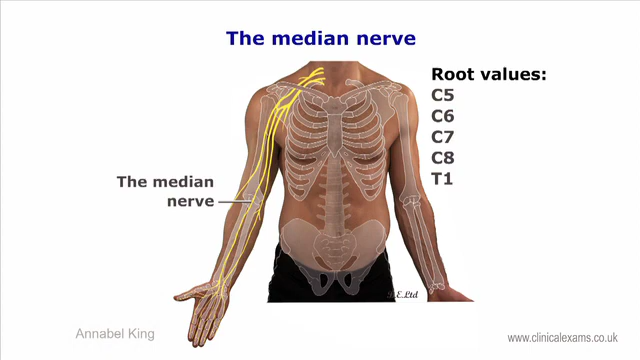 The median nerve
Root values:
C5
C6
C7
C8
T1
The median
nerve
Annabel King
www.clinicalexams.co.uk